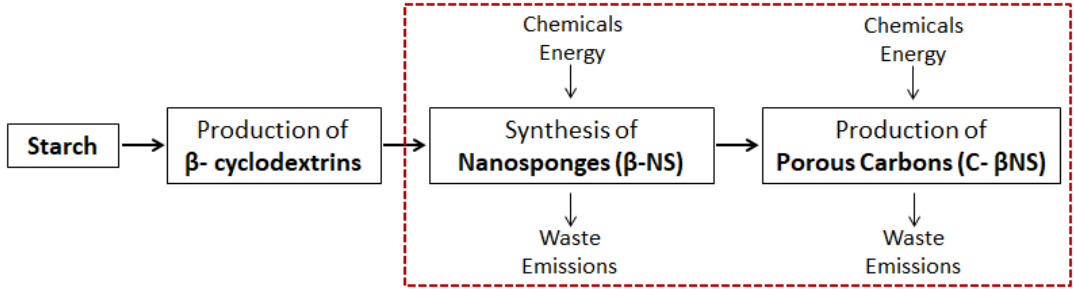 Chemicals
Energy
Chemicals
Energy
Starch
Production of
β- cyclodextrins
Synthesis of
Nanosponges (β-NS)
Production of
Porous Carbons (C- βNS)
Waste
Emissions
Waste
Emissions